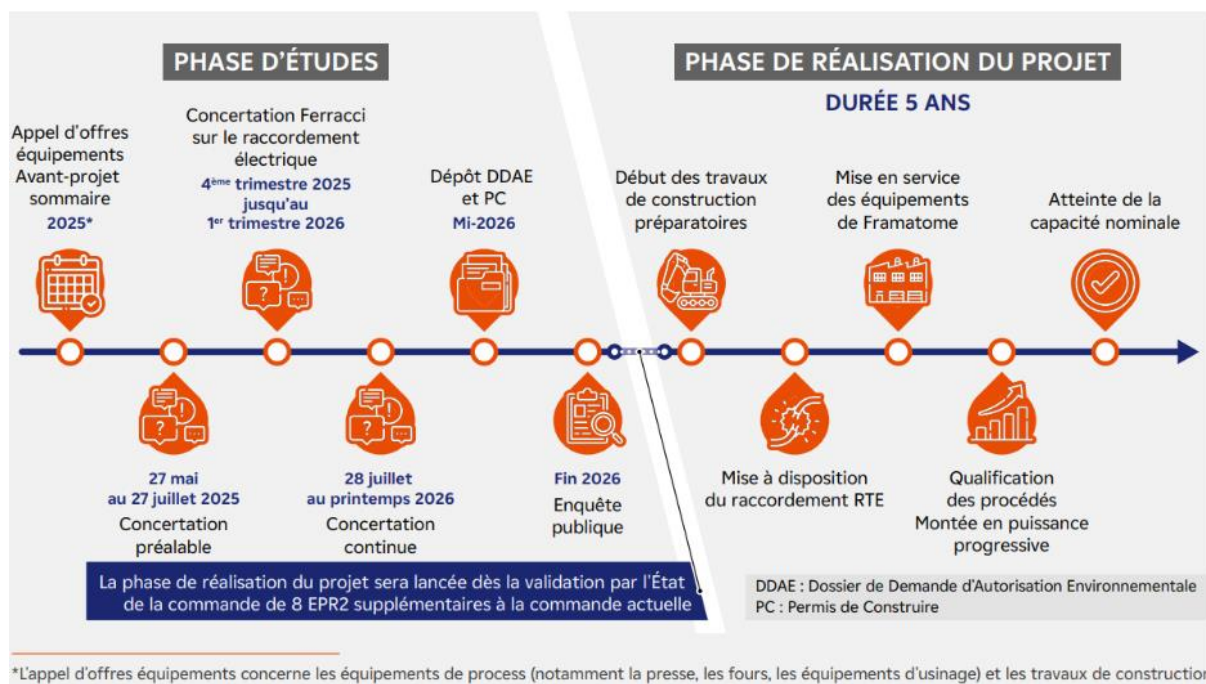 PHASE D'ÉTUDES
Appel d'offres
équipements
Avant-projet
sommaire
2025*
Concertation Ferracci
sur le raccordement
électrique
4ème trimestre 2025
jusqu'au
1er trimestre 2026
Dépôt DDAE
et PC
Mi-2026
27 mai
au 27 juillet 2025
Concertation
préalable
28 juillet
au printemps 2026
Concertation
continue
Fin 2026
Enquête
publique
La phase de réalisation du projet sera lancée dès la validation par l'État
de la commande de 8 EPR2 supplémentaires à la commande actuelle
PHASE DE RÉALISATION DU PROJET
DURÉE 5 ANS
Début des travaux
de construction
préparatoires
Mise en service
des équipements
de Framatome
Atteinte de la
capacité nominale
Mise à disposition
du raccordement RTE
Qualification
des procédés
Montée en puissance
progressive
DDAE : Dossier de Demande d'Autorisation Environnementale
PC : Permis de Construire
*L'appel d'offres équipements concerne les équipements de process (notamment la presse, les fours, les équipements d'usinage) et les travaux de construction